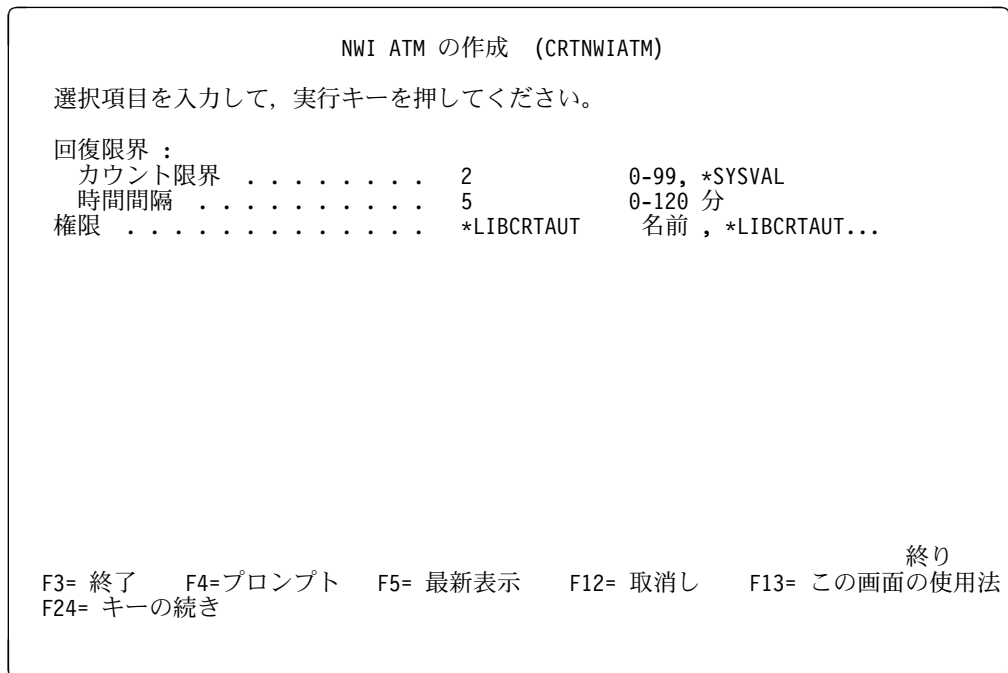 NWI ATM の作成 (CRTNWIATM)
選択項目を入力して，実行キーを押してください。
回復限界 :
カウント限界 . . . . . . . . 2 0-99, *SYSVAL
時間間隔 . . . . . . . . . . 5 0-120 分
権限 . . . . . . . . . . . . . *LIBCRTAUT 名前 , *LIBCRTAUT...
終り
F3= 終了 F4=プロンプト F5= 最新表示 F12= 取消し F13= この画面の使用法
F24= キーの続き